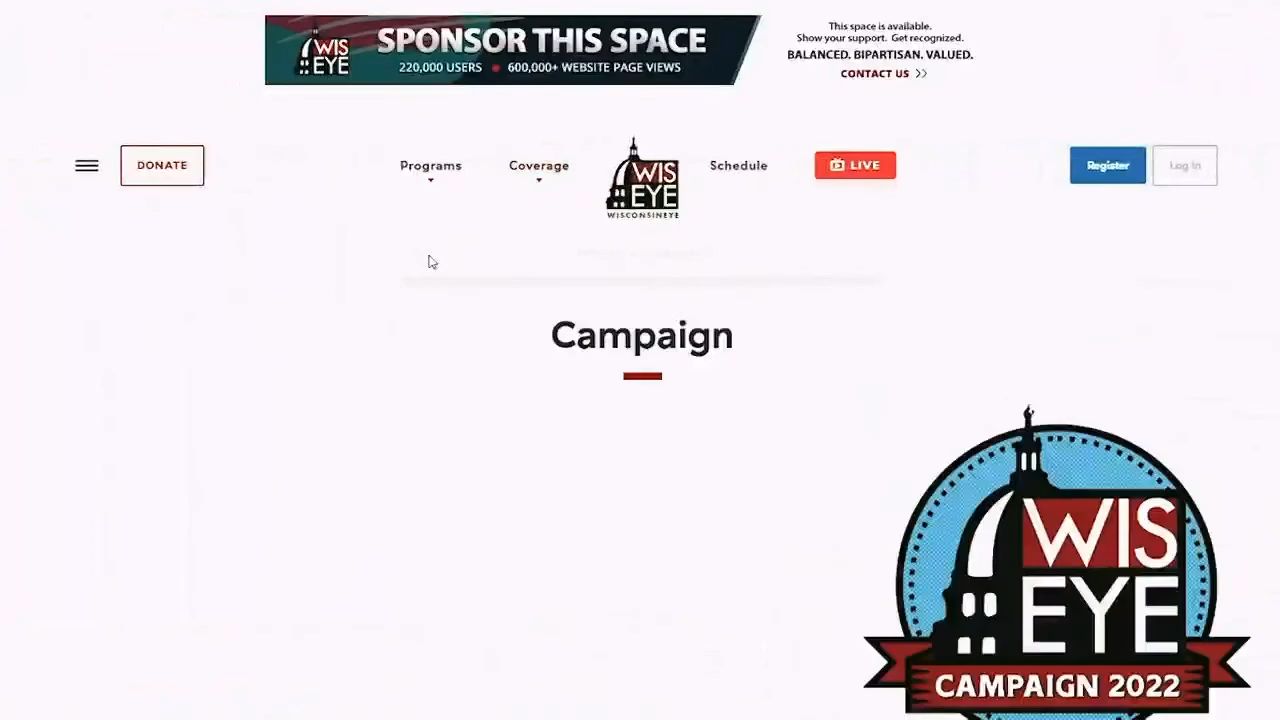 WIS
EYE
SPONSOR THIS SPACE
220,000 USERS • 600,000+ WEBSITE PAGE VIEWS
This space is available.
Show your support. Get recognized.
BALANCED. BIPARTISAN. VALUED.
CONTACT US >>
DONATE
Programs
Coverage
WIS
EYE
WISCONSINEYE
Schedule
LIVE
Register
Log In
Campaign
WIS
EYE
CAMPAIGN 2022